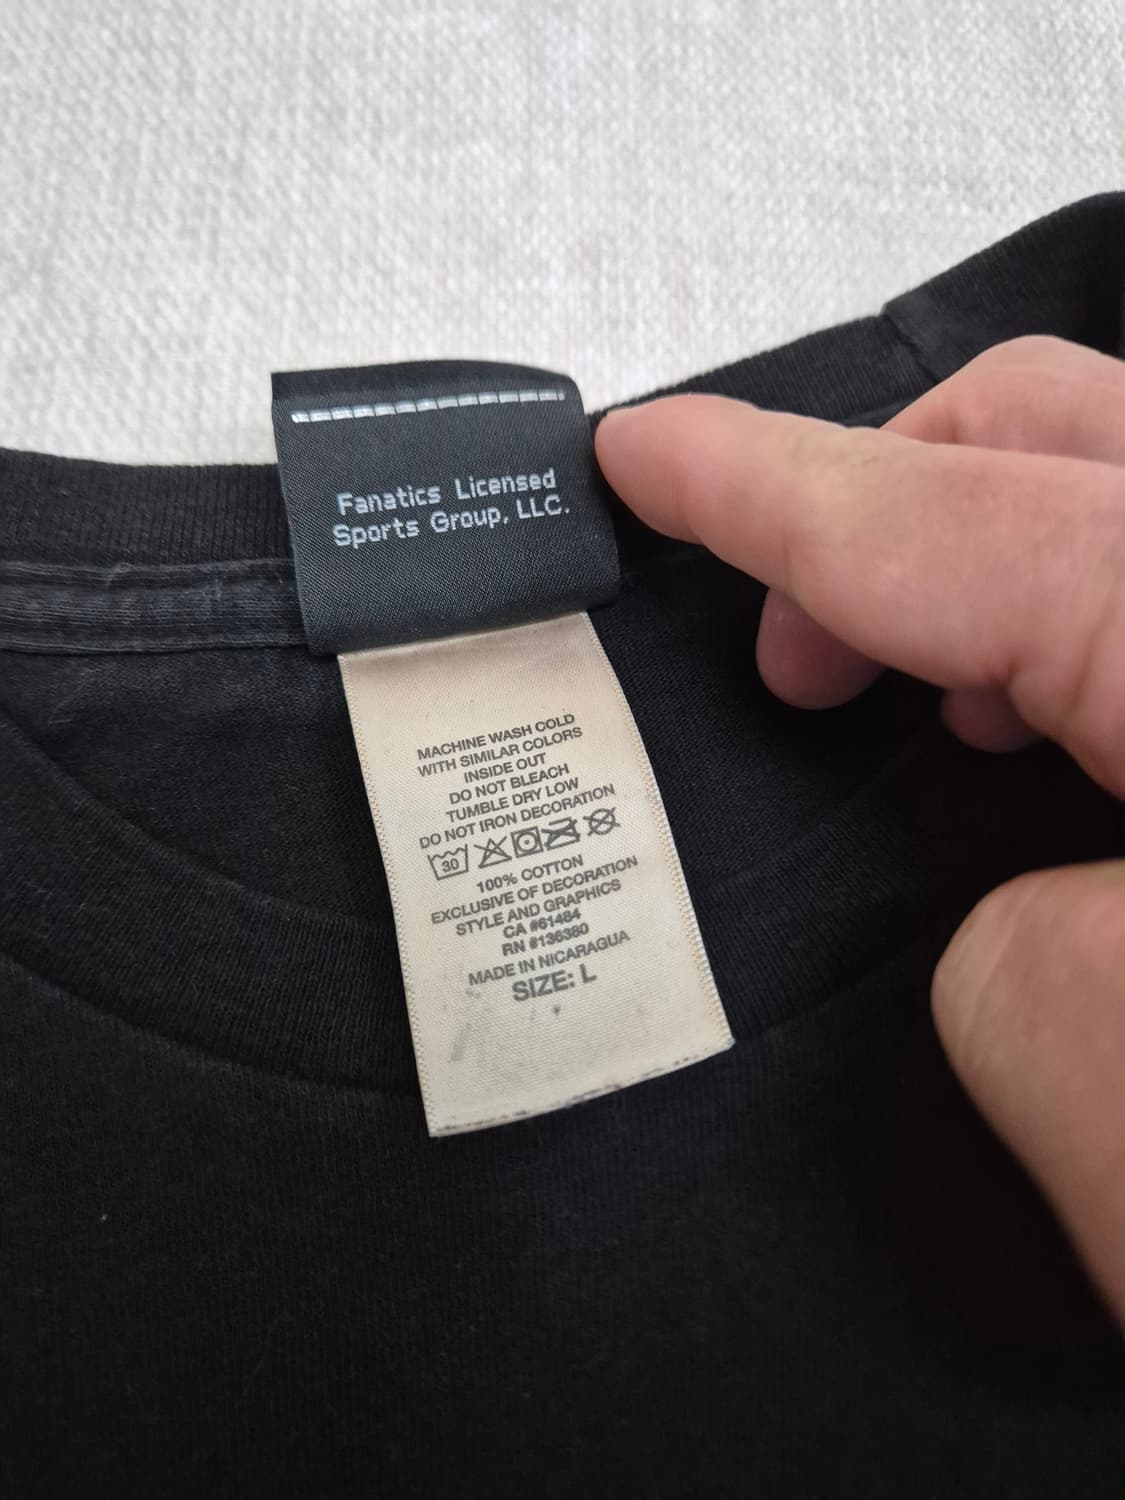 Fanatics Licensed
Sports Group, LLC.
MACHINE WASH COLD
WITH SIMILAR COLORS
INSIDE OUT
DO NOT BLEACH
TUMBLE DRY LOW
DO NOT IRON DECORATION
30
100% COTTON
EXCLUSIVE OF DECORATION
STYLE AND GRAPHICS
CA #61484
RN #136380
MADE IN NICARAGUA
SIZE: L